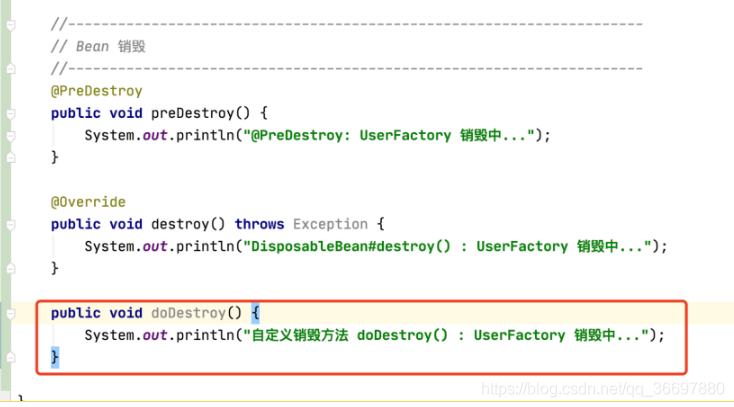 //---------------------------------------------------------------------
// Bean 销毁
//---------------------------------------------------------------------
@PreDestroy
public void preDestroy() {
System.out.println("@PreDestroy: UserFactory 销毁中...");
}
@Override
public void destroy() throws Exception {
System.out.println("DisposableBean#destroy() : UserFactory 销毁中...");
}
public void doDestroy() {
System.out.println("自定义销毁方法 doDestroy() : UserFactory 销毁中...");
}
https://blog.csdn.net/qq_36697880